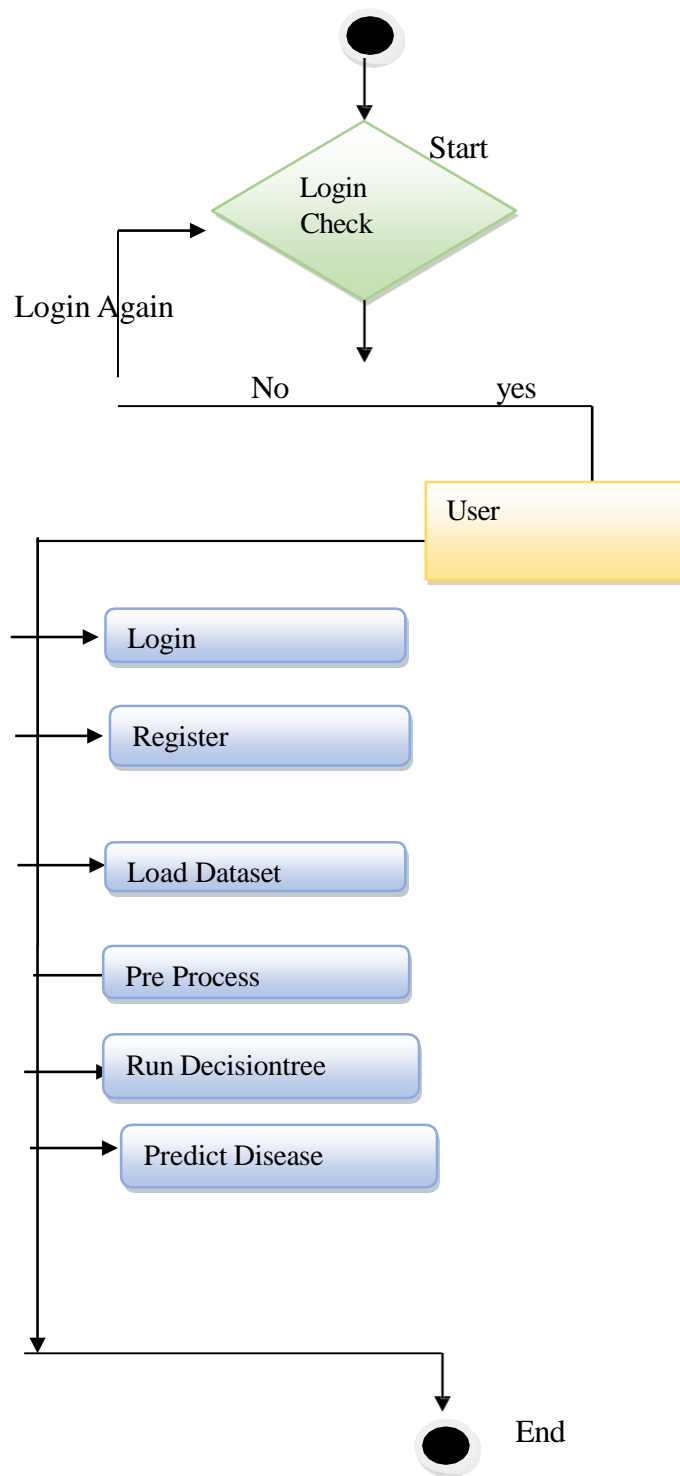 Start
Login
Check
Login Again
No yes
User
Login
Register
Load Dataset
Pre Process
Run Decisiontree
Predict Disease
End